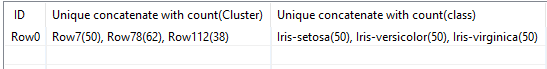 ID Unique concatenate with count(Cluster) Unique concatenate with count(class)
Row0 Row7(50), Row78(62), Row112(38) Iris-setosa(50), Iris-versicolor(50), Iris-virginica(50)